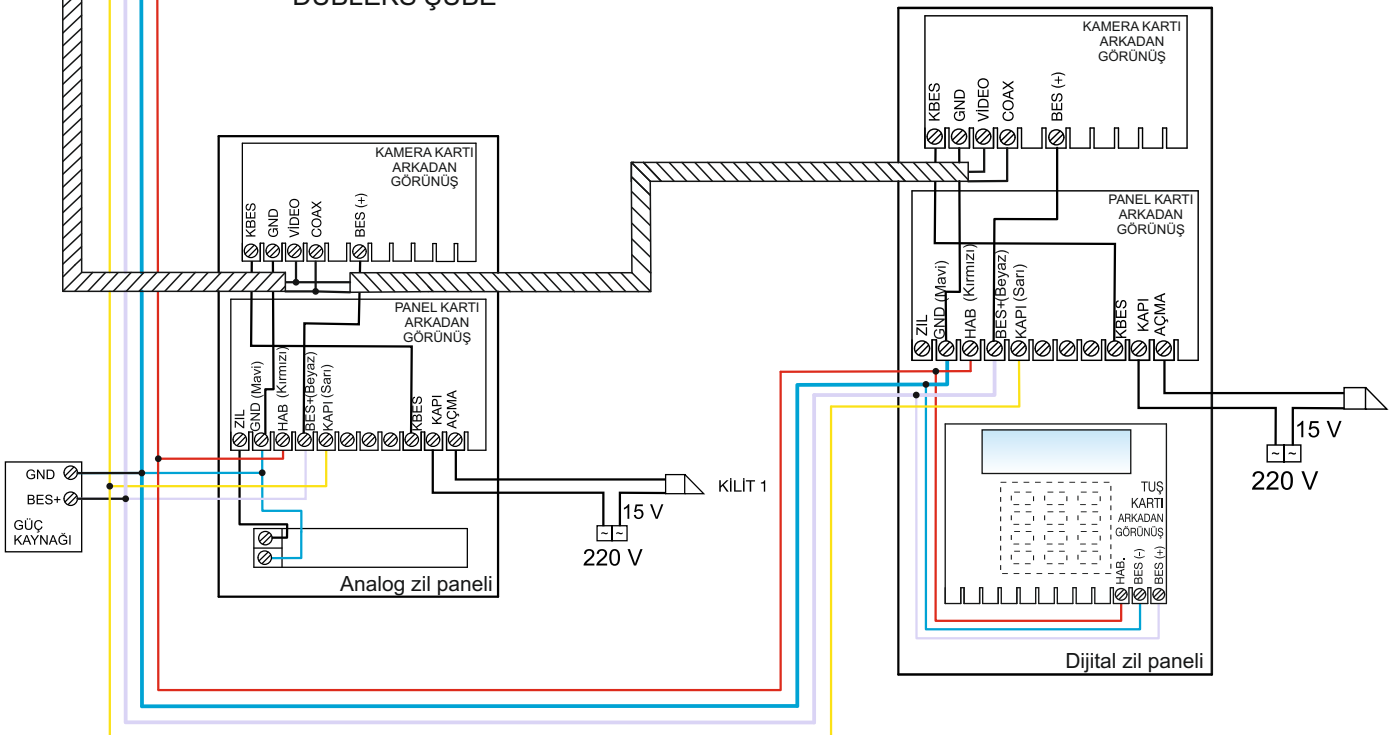 DUBLEKS ŞUBE
KAMERA KARTI
ARKADAN
GÖRÜNÜŞ
KBES
GND
VİDEO
COAX
BES (+)
PANEL KARTI
ARKADAN
GÖRÜNÜŞ
ZIL
GND (Mavi)
HAB (Kırmızı)
BES+(Beyaz)
KAPI (Sarı)
KBES
KAPI
AÇMA
GND
BES+
GÜÇ
KAYNAĞI
KİLİT 1
15 V
~ ~
220 V
Analog zil paneli
KAMERA KARTI
ARKADAN
GÖRÜNÜŞ
KBES
GND
VİDEO
COAX
BES (+)
PANEL KARTI
ARKADAN
GÖRÜNÜŞ
ZIL
GND (Mavi)
HAB (Kırmızı)
BES+(Beyaz)
KAPI (Sarı)
KBES
KAPI
AÇMA
15 V
~ ~
220 V
TUŞ
KARTI
ARKADAN
GÖRÜNÜŞ
HAB.
BES (-)
BES (+)
Dijital zil paneli